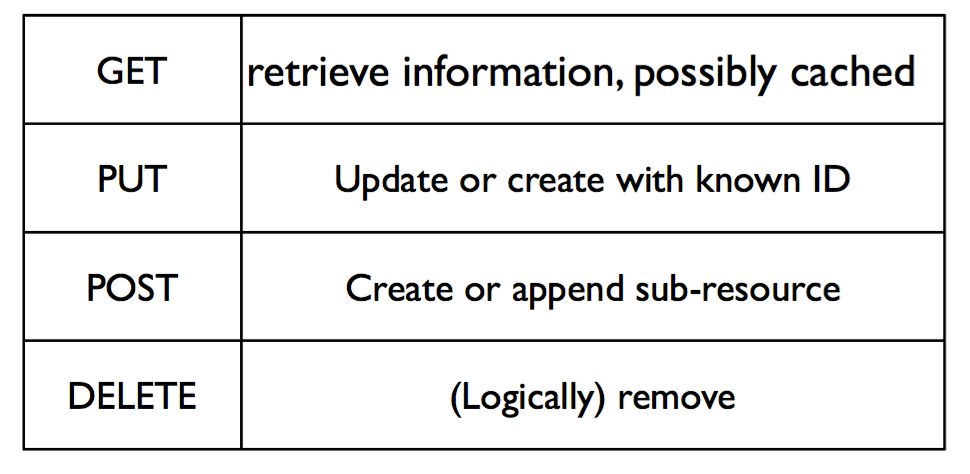 GET retrieve information, possibly cached
PUT Update or create with known ID
POST Create or append sub-resource
DELETE (Logically) remove